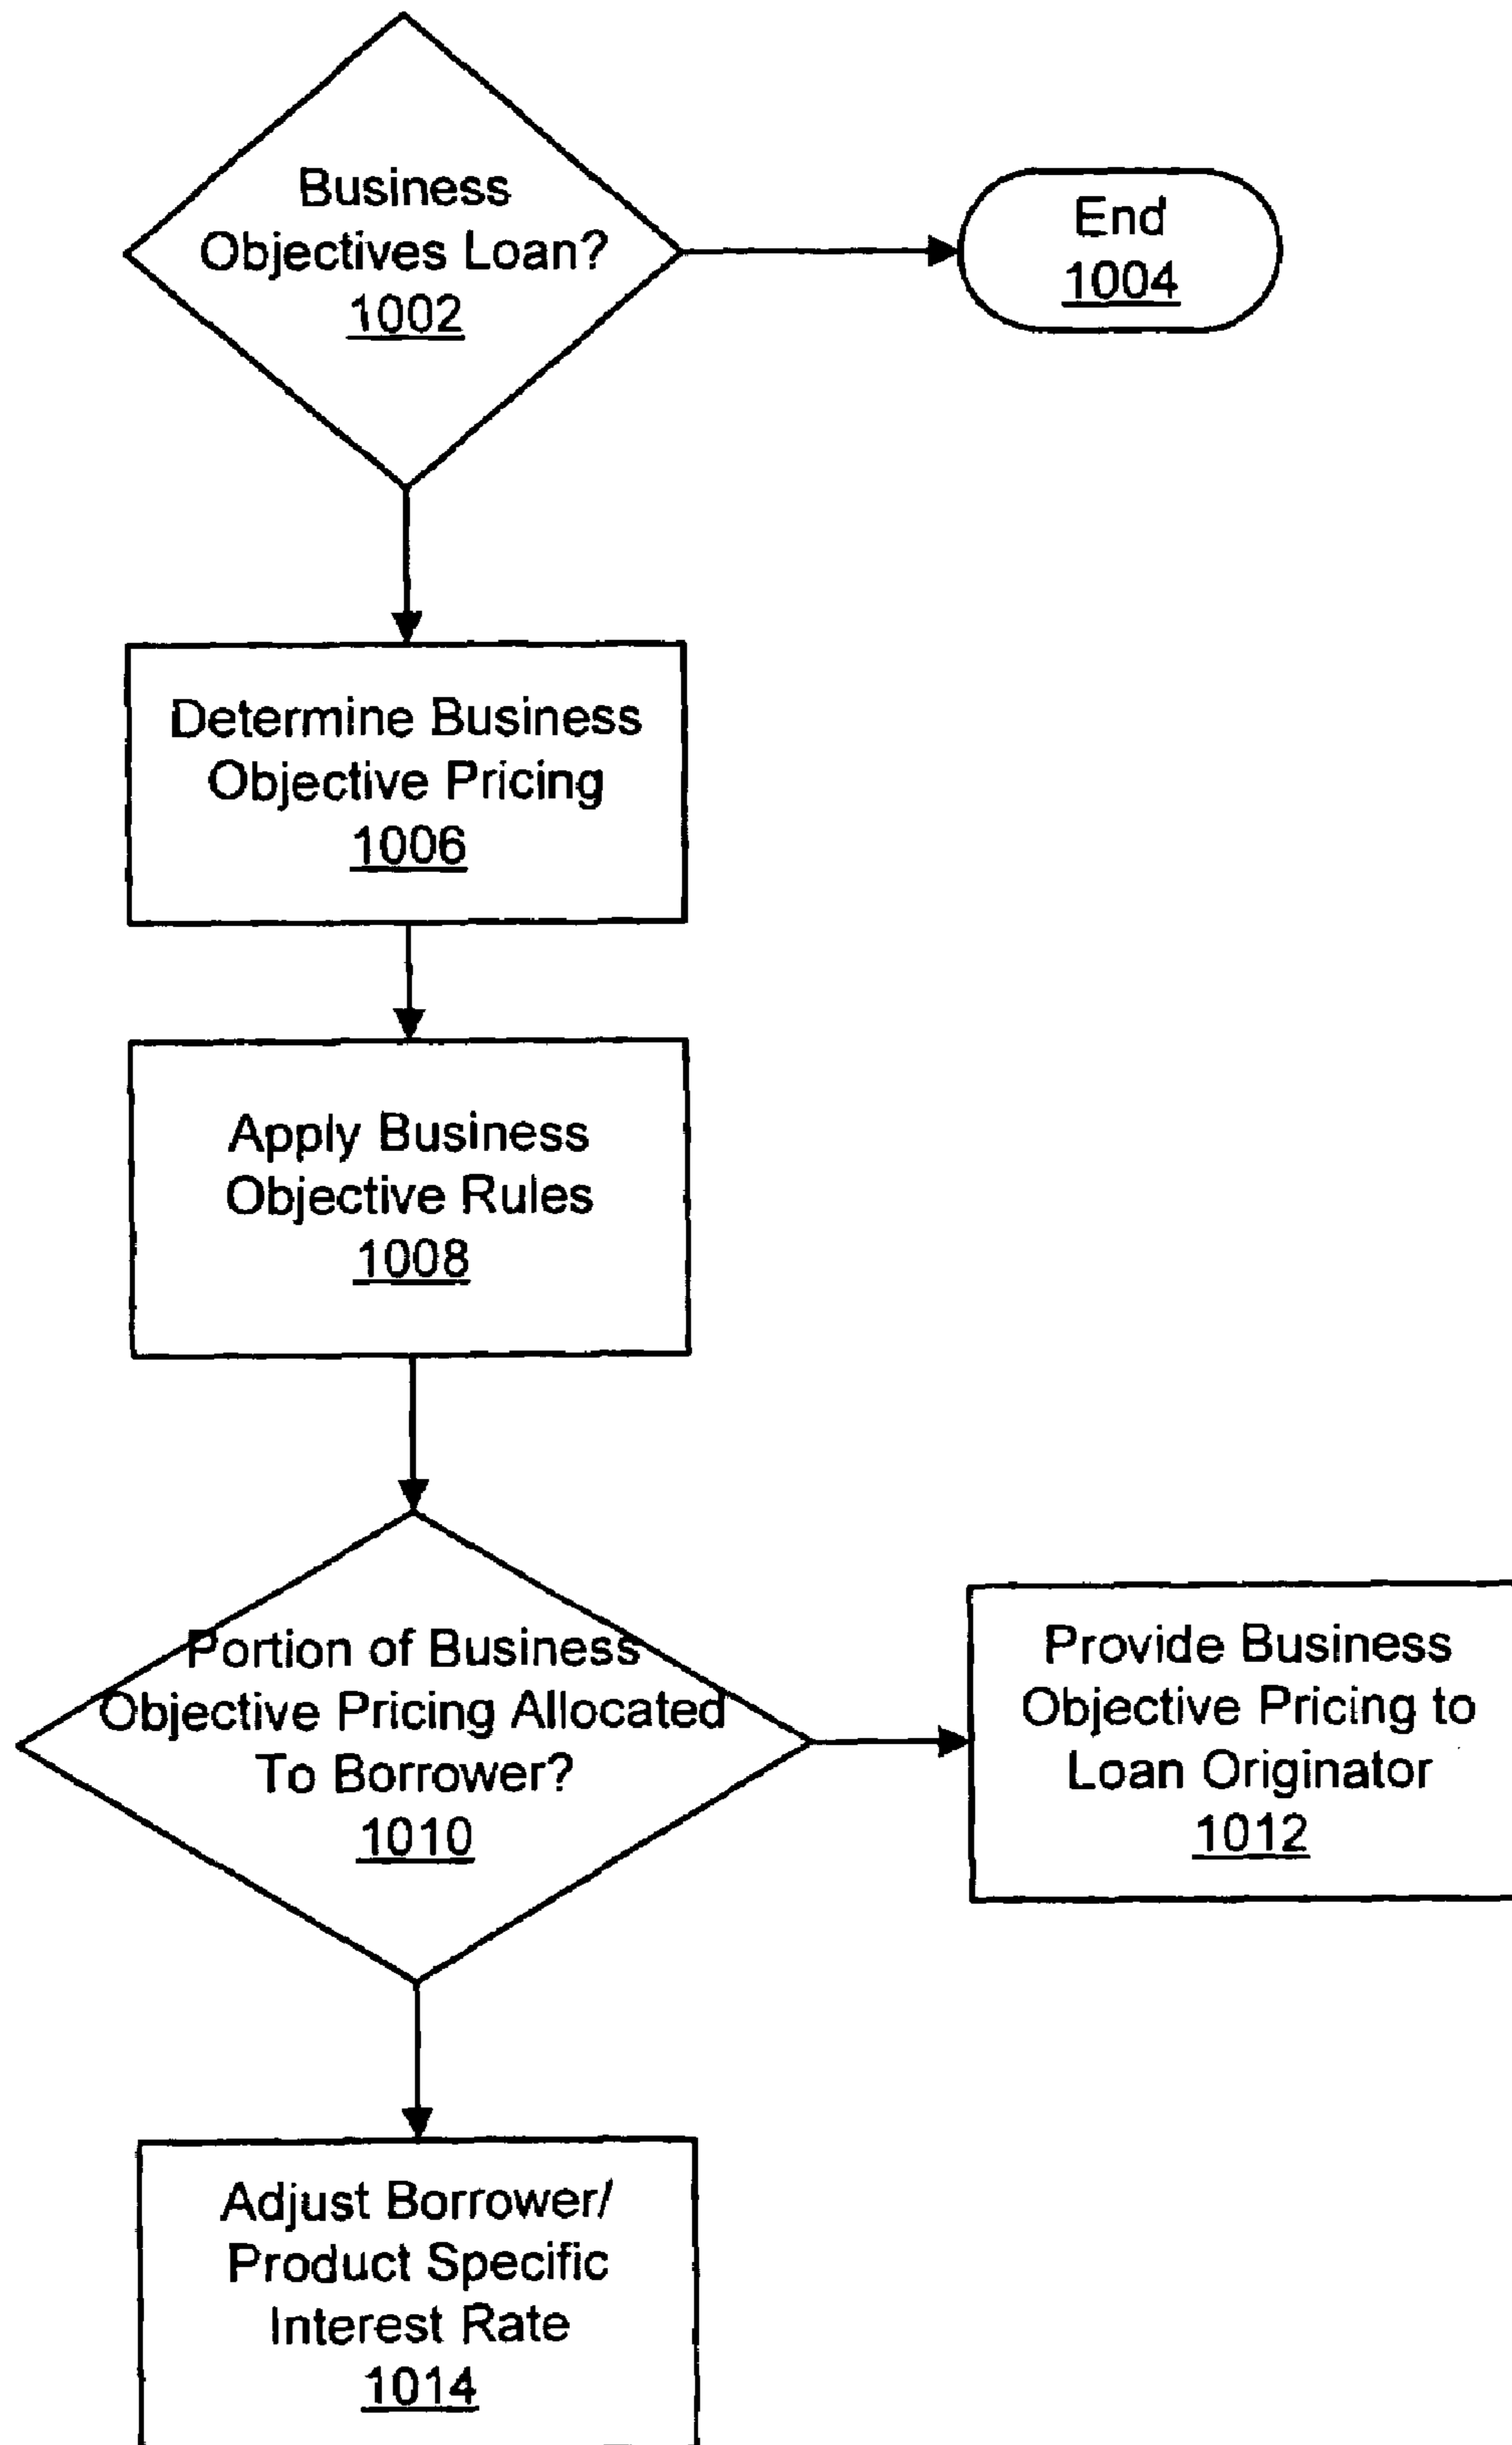 Business
Objectives Loan?
1002
End
1004
Determine Business
Objective Pricing
1006
Apply Business
Objective Rules
1008
Portion of Business
Objective Pricing Allocated
To Borrower?
1010
Provide Business
Objective Pricing to
Loan Originator
1012
Adjust Borrower/
Product Specific
Interest Rate
1014